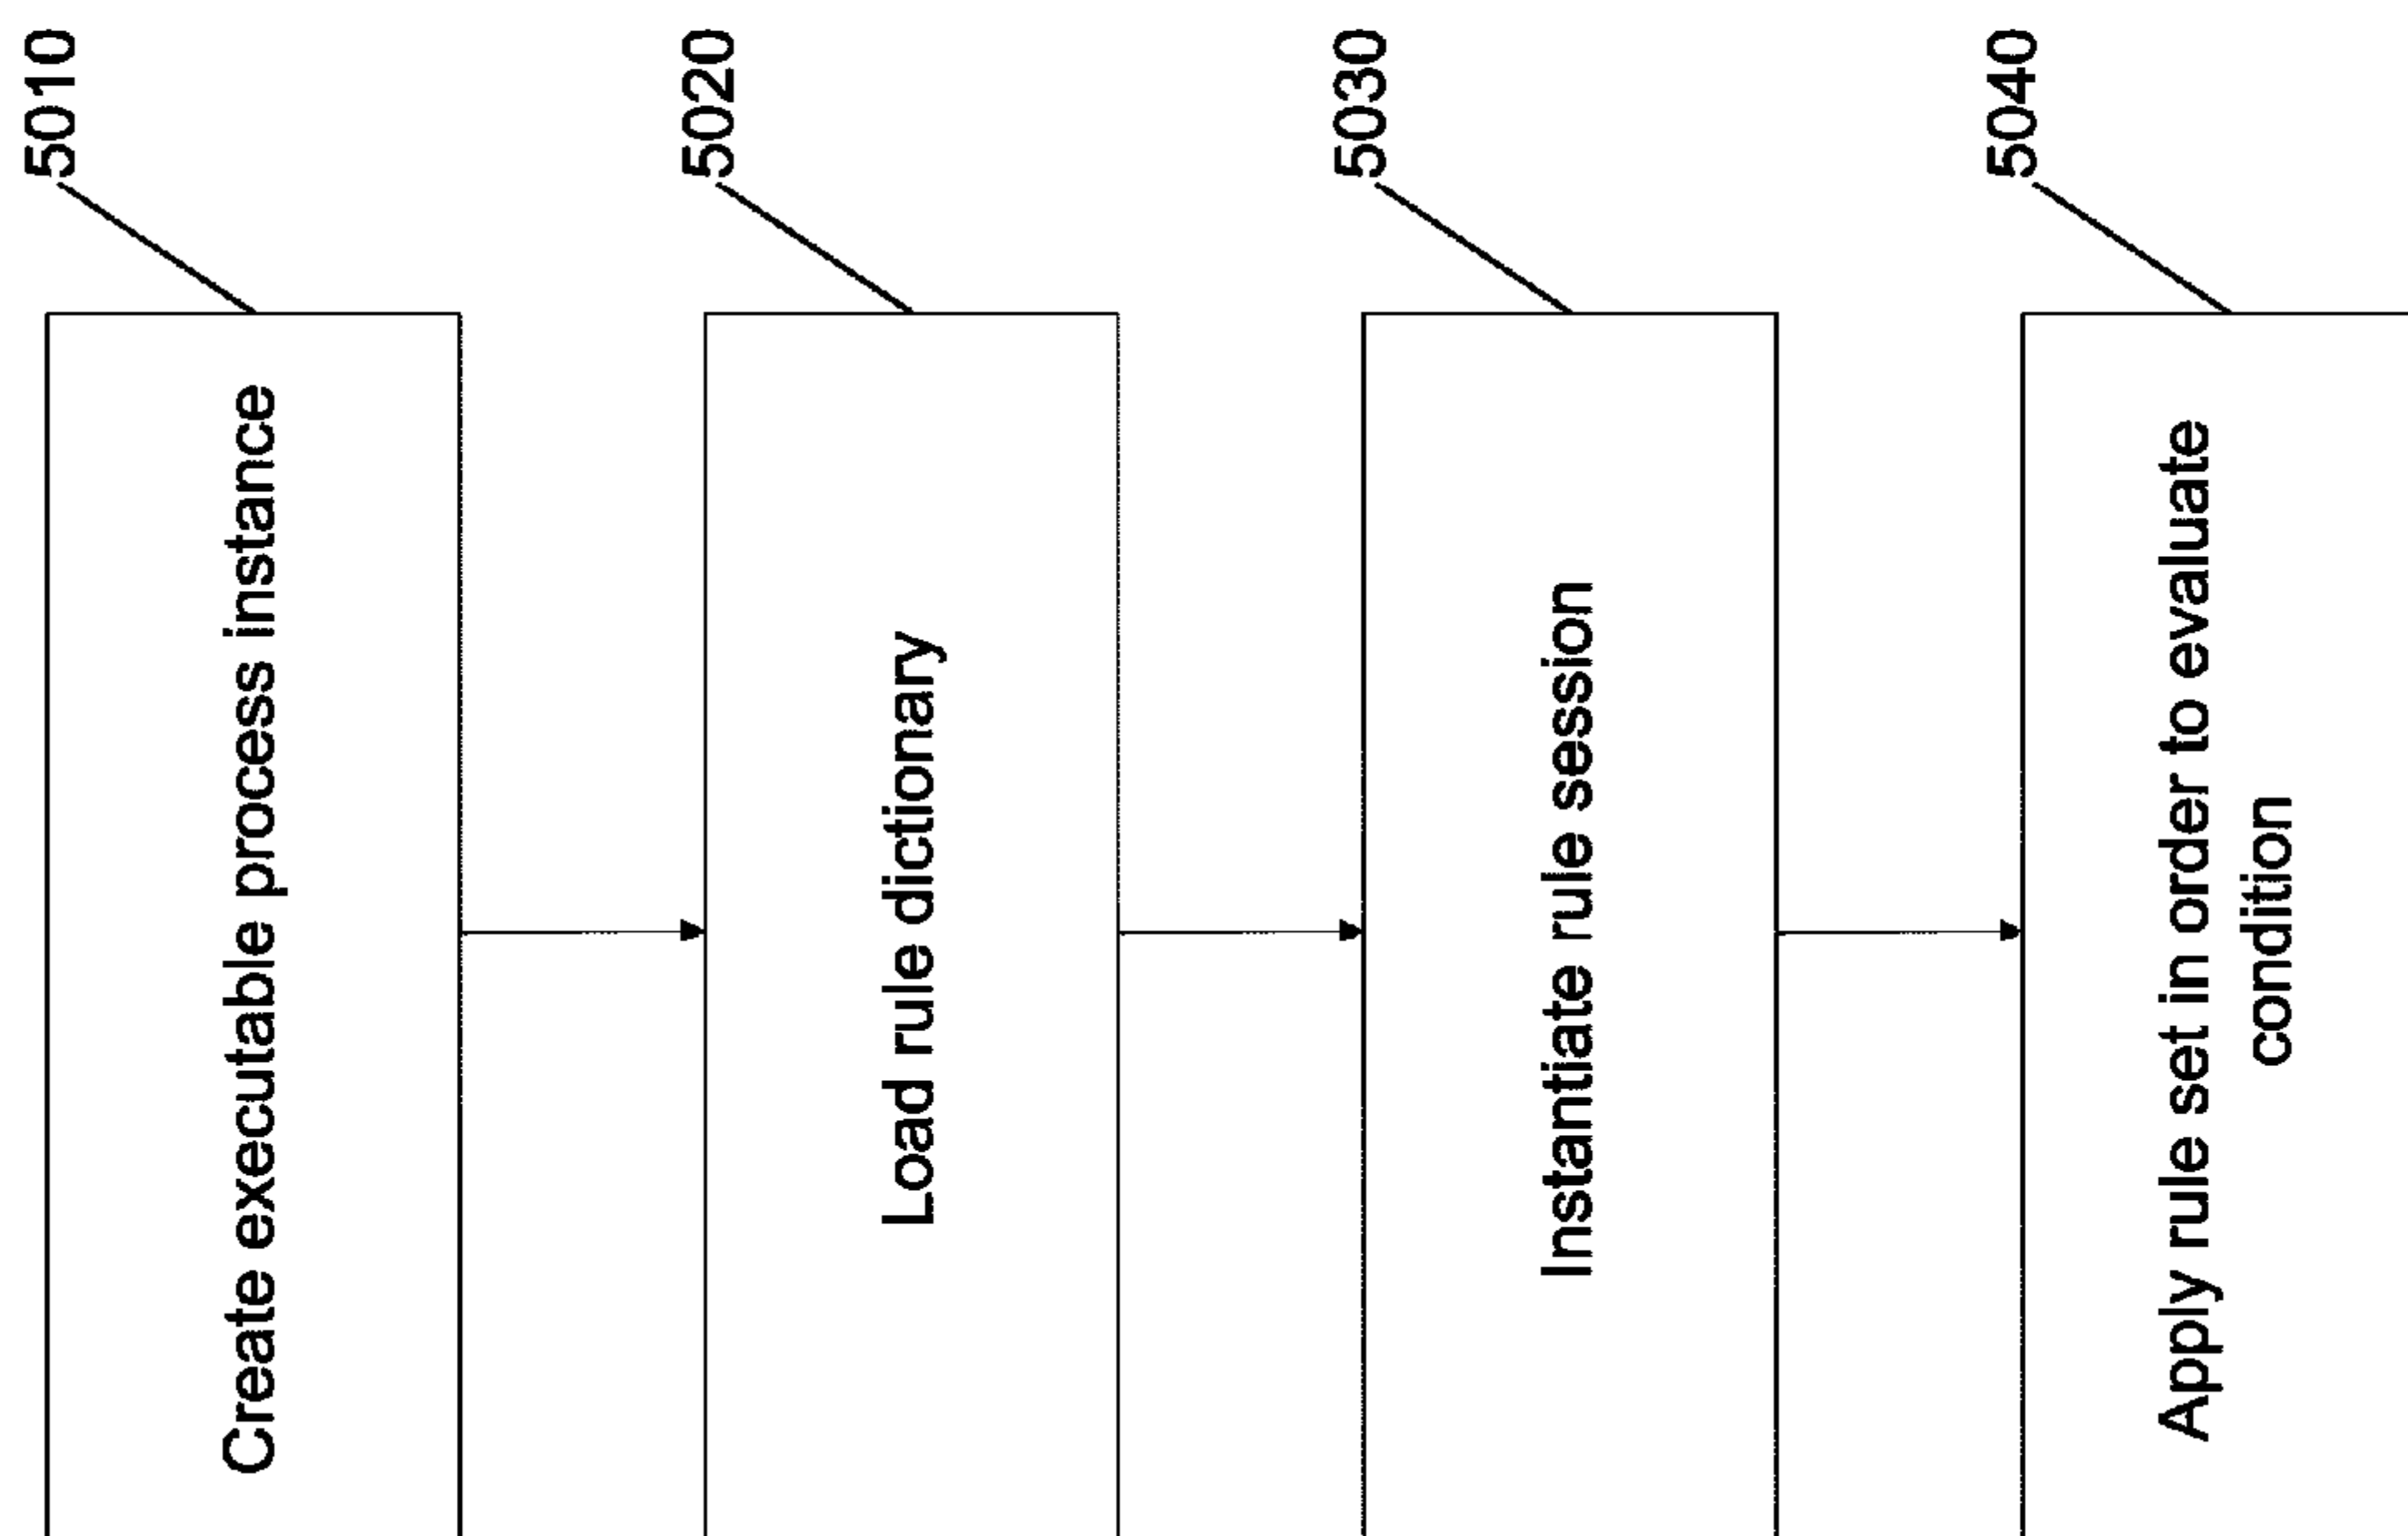 5010
Create executable process instance
5020
Load rule dictionary
5030
Instantiate rule session
5040
Apply rule set in order to evaluate
condition